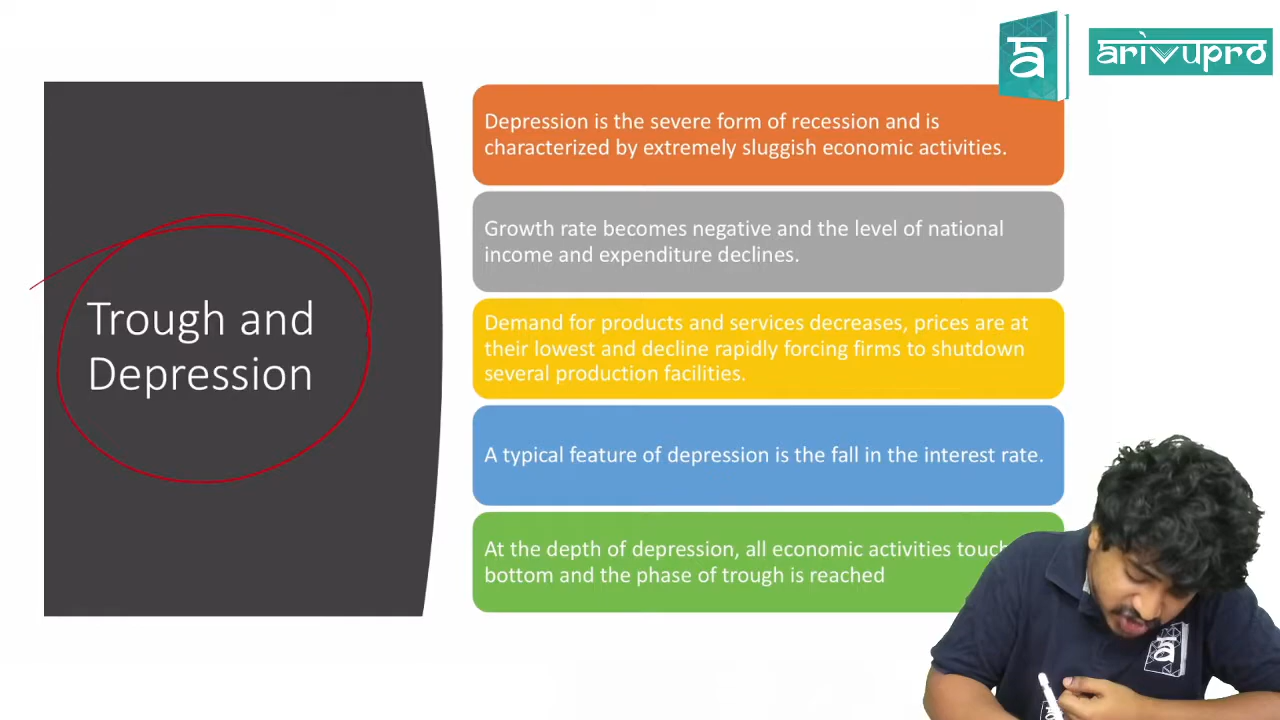 arivupro
Trough and
Depression
Depression is the severe form of recession and is
characterized by extremely sluggish economic activities.
Growth rate becomes negative and the level of national
income and expenditure declines.
Demand for products and services decreases, prices are at
their lowest and decline rapidly forcing firms to shutdown
several production facilities.
A typical feature of depression is the fall in the interest rate.
At the depth of depression, all economic activities touch
bottom and the phase of trough is reached